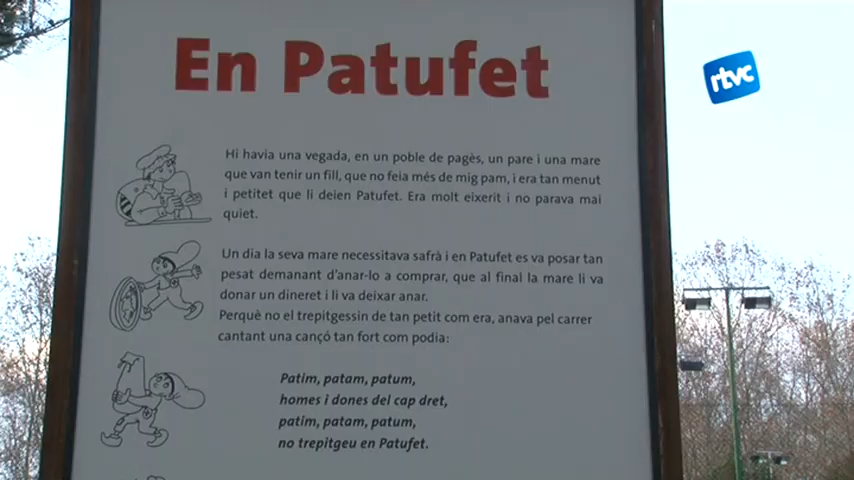 En Patufet
rtvc
Hi havia una vegada, en un poble de pagès, un pare i una mare
que van tenir un fill, que no feia més de mig pam, i era tan menut
i petitet que li deien Patufet. Era molt eixerit i no parava mai
quiet.
Un dia la seva mare necessitava safrà i en Patufet es va posar tan
pesat demanant d'anar-lo a comprar, que al final la mare li va
donar un dineret i li va deixar anar.
Perquè no el trepitgessin de tan petit com era, anava pel carrer
cantant una cançó tan fort com podia:
Patim, patam, patum,
homes i dones del cap dret,
patim, patam, patum,
no trepitgeu en Patufet.